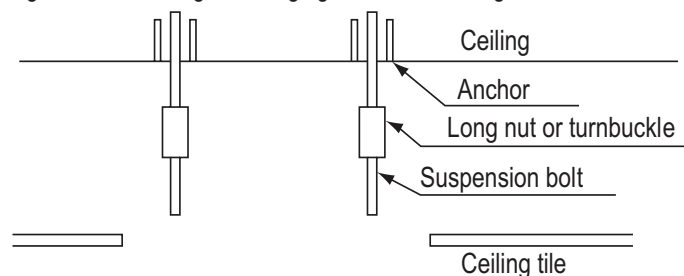 Ceiling
Anchor
Long nut or turnbuckle
Suspension bolt
Ceiling tile